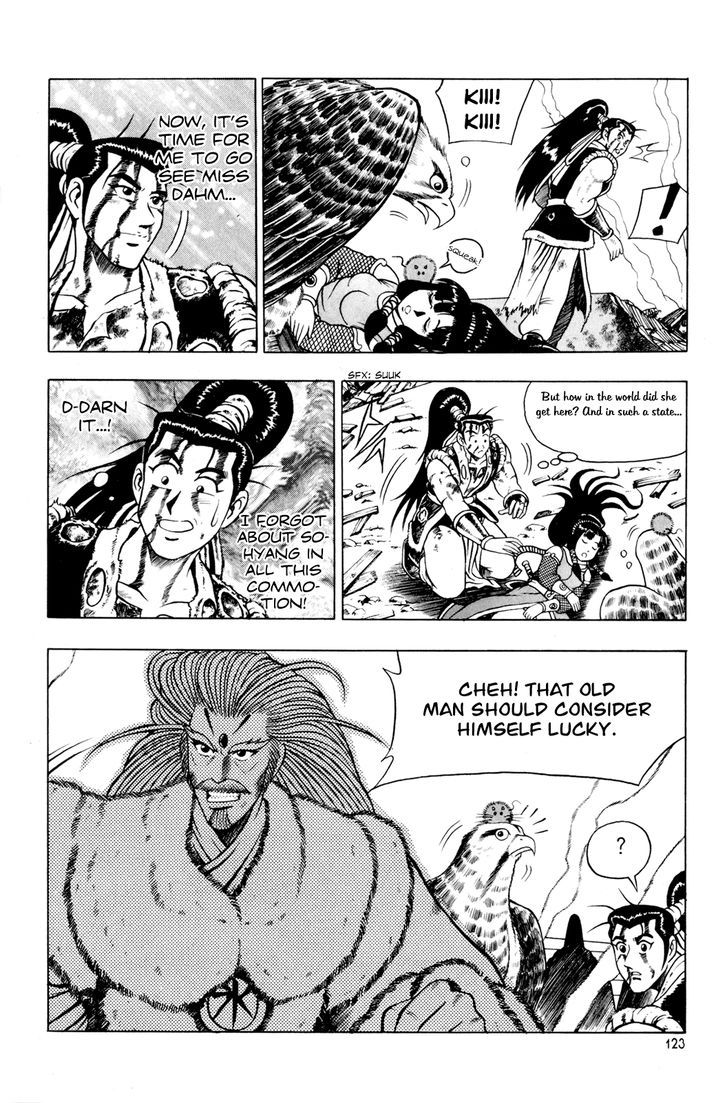 NOW, IT'S
TIME FOR
ME TO GO
SEE MISS
DAHM...
KIII!
KIII!
squeak!
!
D-DARN
IT...!
I FORGOT
ABOUT SO-
HYANG IN
ALL THIS
COMMO-
TION!
SFX: SUUK
But how in the world did she
get here? And in such a state...
CHEH! THAT OLD
MAN SHOULD CONSIDER
HIMSELF LUCKY.
?
123